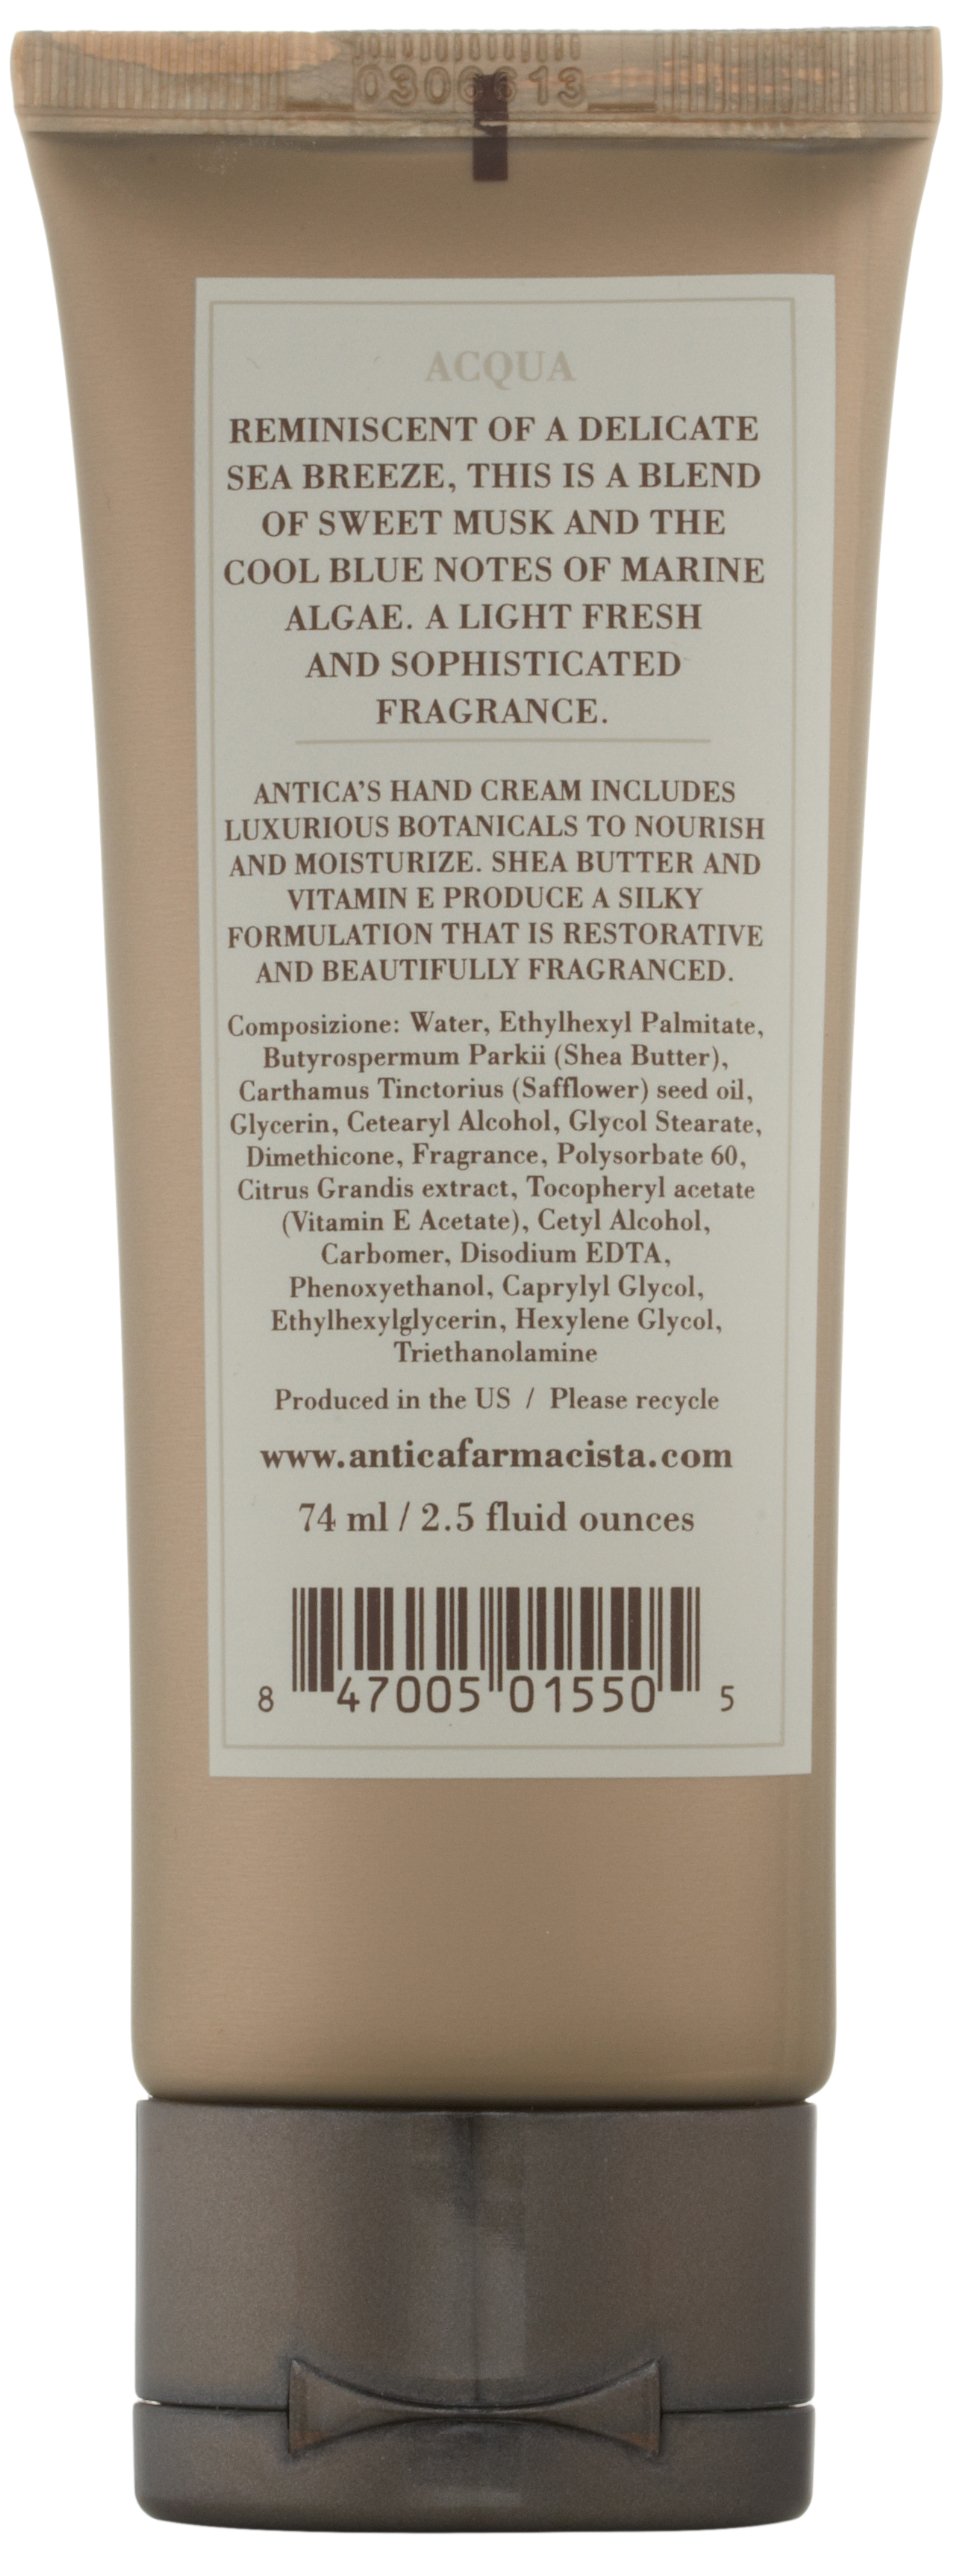 0306613
ACQUA
REMINISCENT OF A DELICATE
SEA BREEZE, THIS IS A BLEND
OF SWEET MUSK AND THE
COOL BLUE NOTES OF MARINE
ALGAE. A LIGHT FRESH
AND SOPHISTICATED
FRAGRANCE.
ANTICA'S HAND CREAM INCLUDES
LUXURIOUS BOTANICALS TO NOURISH
AND MOISTURIZE. SHEA BUTTER AND
VITAMIN E PRODUCE A SILKY
FORMULATION THAT IS RESTORATIVE
AND BEAUTIFULLY FRAGRANCED.
Composizione: Water, Ethylhexyl Palmitate,
Butyrospermum Parkii (Shea Butter),
Carthamus Tinctorius (Safflower) seed oil,
Glycerin, Cetearyl Alcohol, Glycol Stearate,
Dimethicone, Fragrance, Polysorbate 60,
Citrus Grandis extract, Tocopheryl acetate
(Vitamin E Acetate), Cetyl Alcohol,
Carbomer, Disodium EDTA,
Phenoxyethanol, Caprylyl Glycol,
Ethylhexylglycerin, Hexylene Glycol,
Triethanolamine
Produced in the US / Please recycle
www.anticafarmacista.com
74 ml / 2.5 fluid ounces
8 47005 01550 5